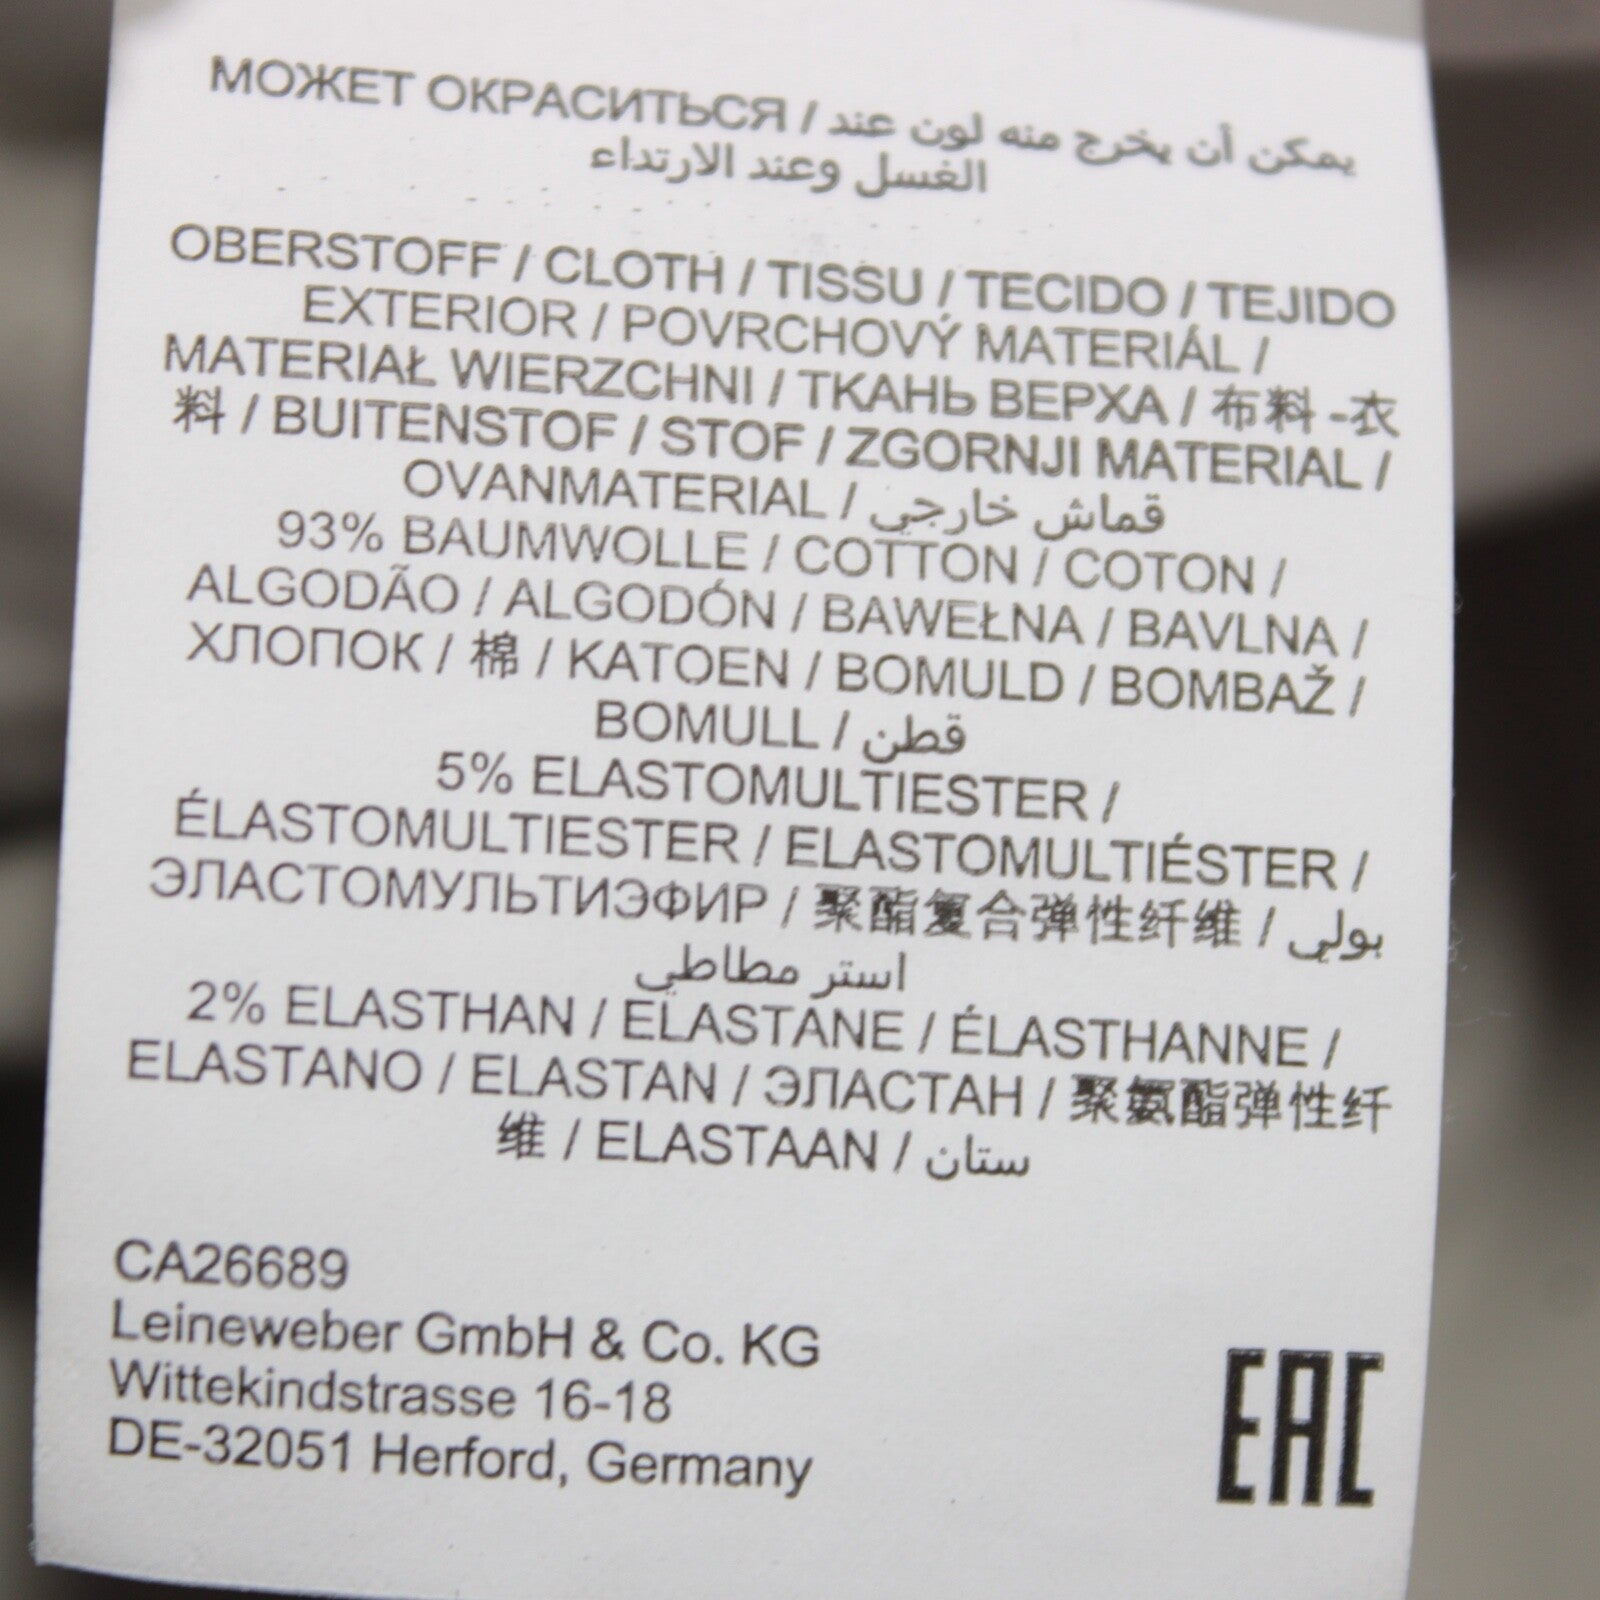 МОЖЕТ ОКРАСИТЬСЯ / يمكن أن يخرج منه لون عند
الغسل وعند الارتداء
OBERSTOFF / CLOTH / TISSU / TECIDO / TEJIDO
EXTERIOR / POVRCHOVÝ MATERIÁL /
MATERIAŁ WIERZCHNI / ТКАНЬ ВЕРХА / 布料 -衣
料 / BUITENSTOF / STOF / ZGORNJI MATERIAL /
OVANMATERIAL / قماش خارجي
93% BAUMWOLLE / COTTON / COTON /
ALGODÃO / ALGODÓN / BAWEŁNA / BAVLNA /
ХЛОПОК / 棉 / KATOEN / BOMULD / BOMBAŽ /
BOMULL / قطن
5% ELASTOMULTIESTER /
ÉLASTOMULTIESTER / ELASTOMULTIÉSTER /
ЭЛАСТОМУЛЬТИЭФИР / 聚酯复合弹性纤维 / بولي
استر مطاطي
2% ELASTHAN / ELASTANE / ÉLASTHANNE /
ELASTANO / ELASTAN / ЭЛАСТАН / 聚氨酯弹性纤
维 / ELASTAAN / ستان
CA26689
Leineweber GmbH & Co. KG
Wittekindstrasse 16-18
DE-32051 Herford, Germany
EAC